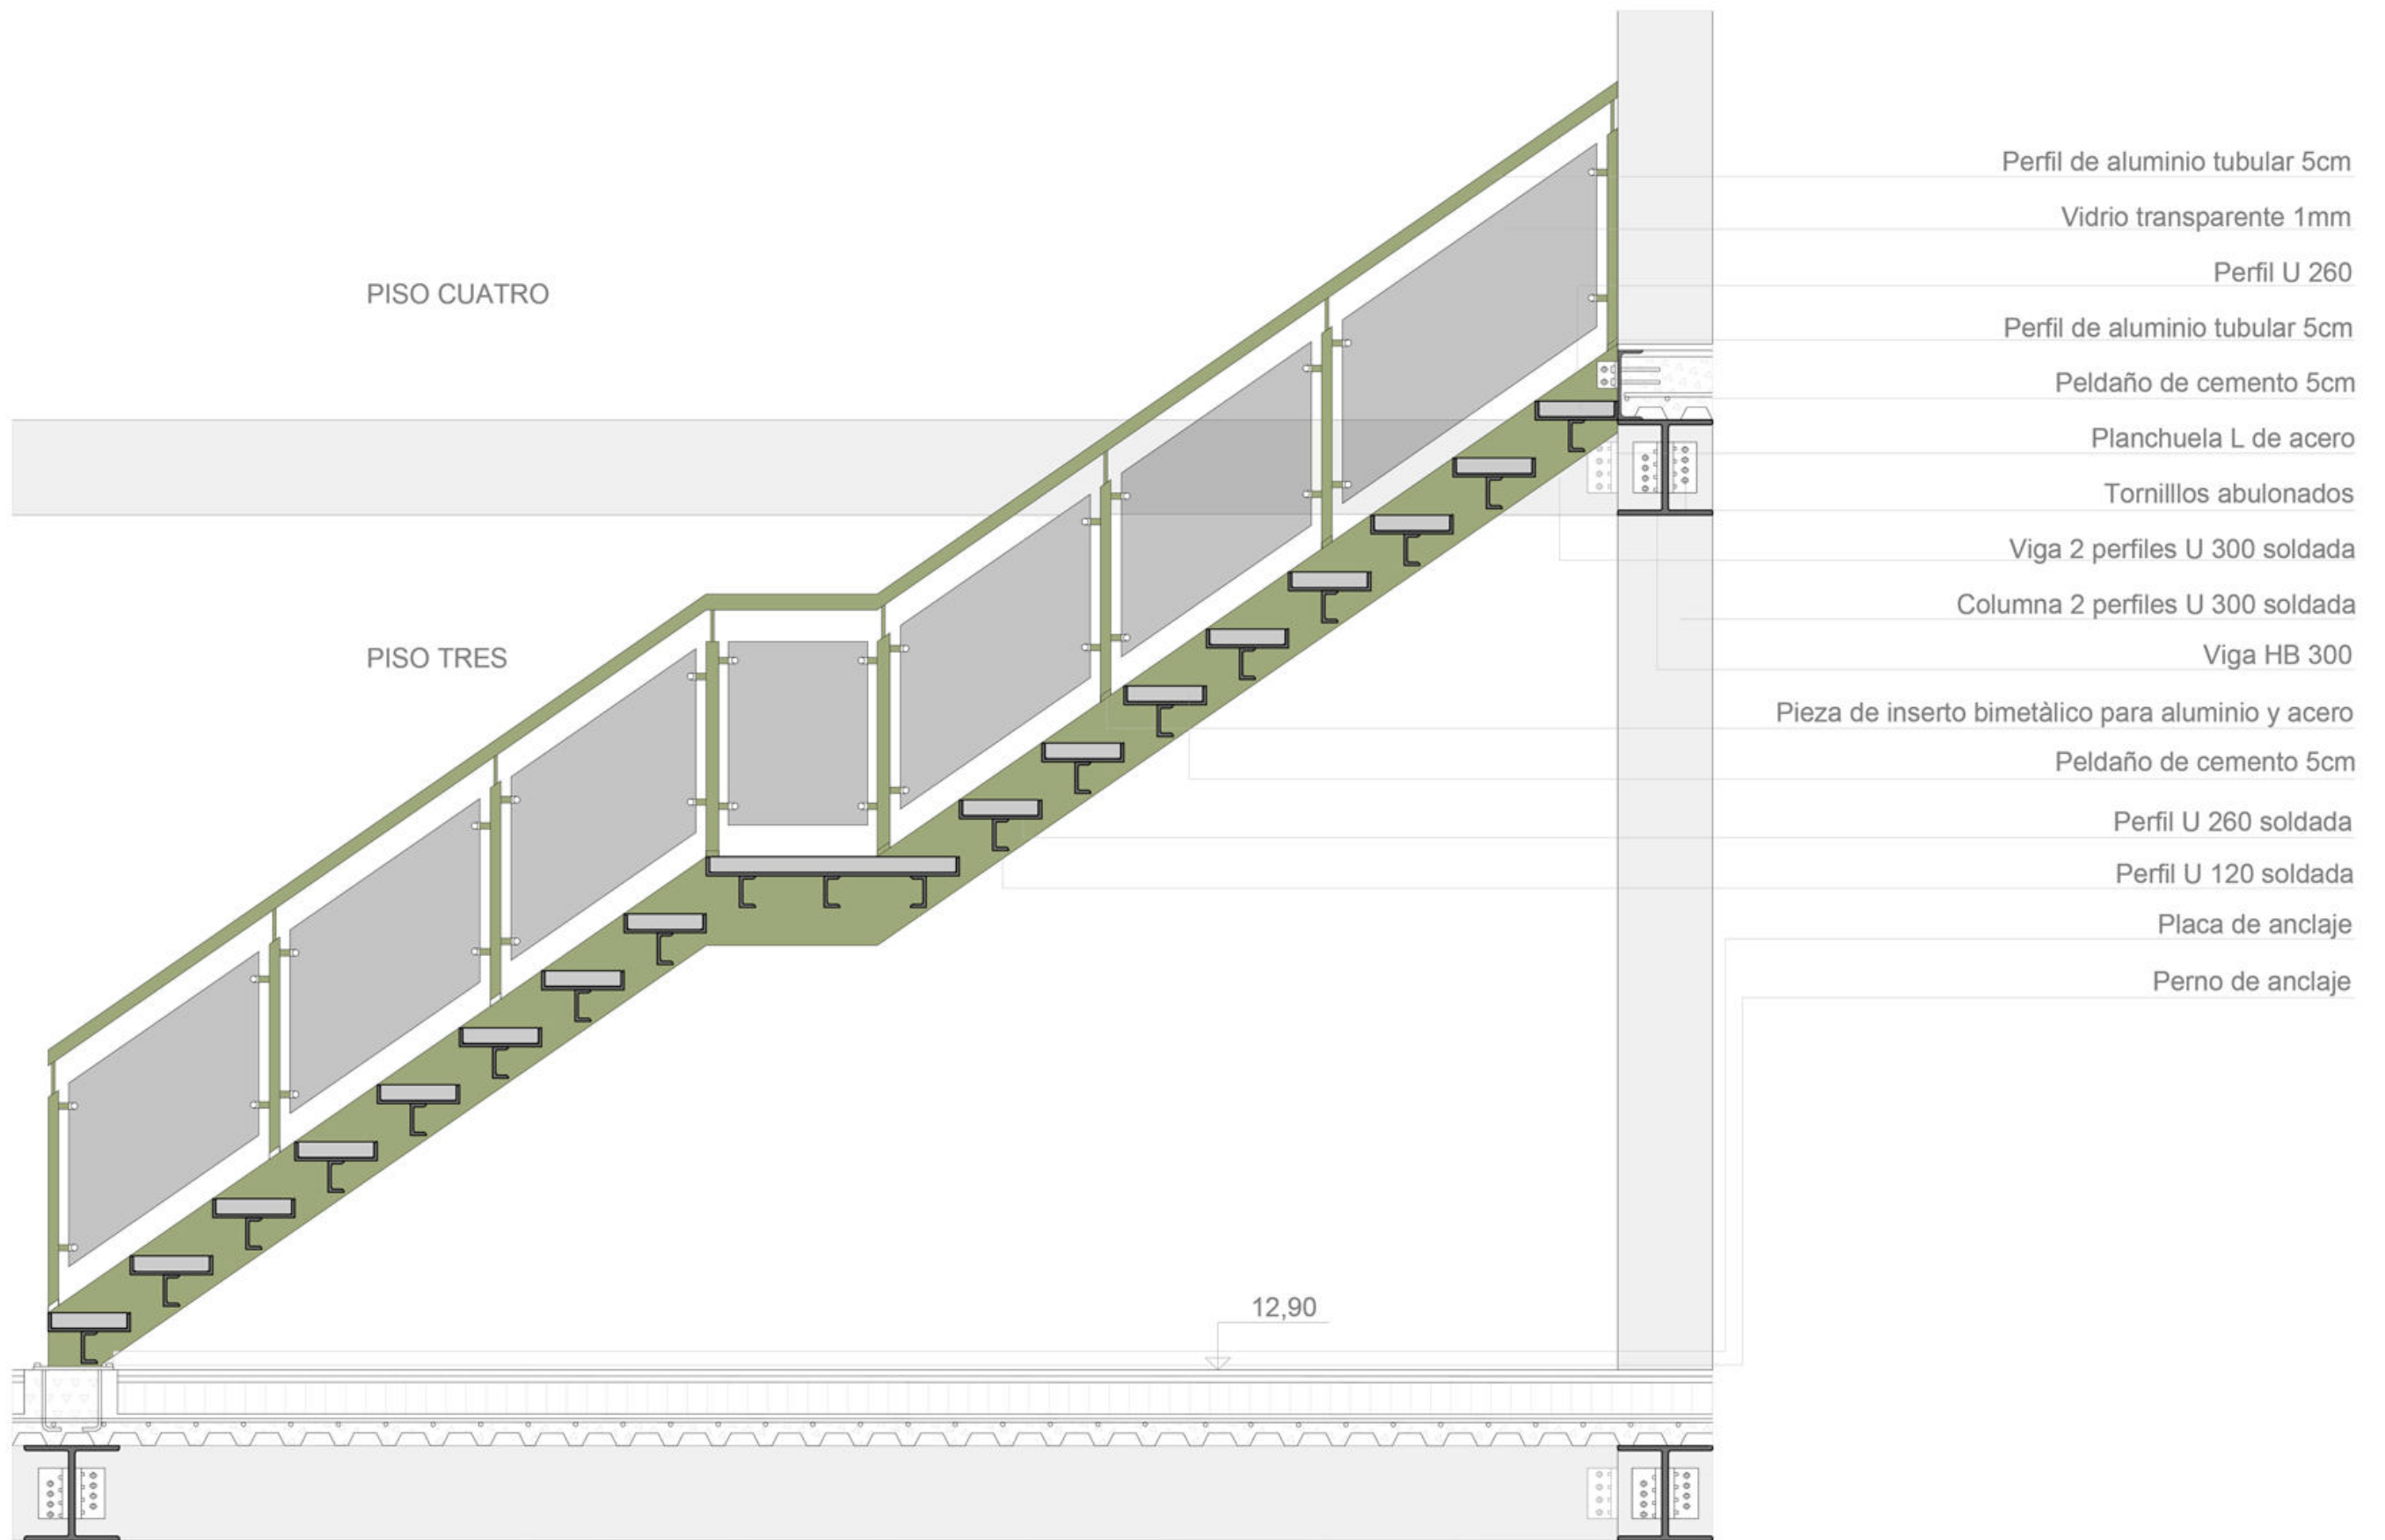 Perfil de aluminio tubular 5cm
Vidrio transparente 1mm
PISO CUATRO
Perfil U 260
Perfil de aluminio tubular 5cm
Peldaño de cemento 5cm
Planchuela L de acero
Tornilllos abulonados
Viga 2 perfiles U 300 soldada
Columna 2 perfiles U 300 soldada
PISO TRES
Viga HB 300
Pieza de inserto bimetàlico para aluminio y acero
Peldaño de cemento 5cm
Perfil U 260 soldada
Perfil U 120 soldada
Placa de anclaje
Perno de anclaje
12,90